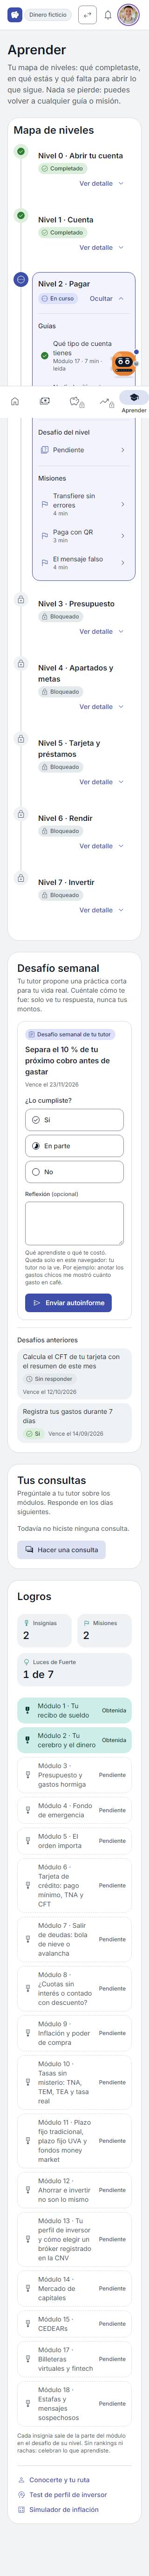 Dinero ficticio
Aprender
Tu mapa de niveles: qué completaste,
en qué estás y qué falta para abrir lo
que sigue. Nada se pierde: puedes
volver a cualquier guía o misión.
Mapa de niveles
Nivel 0 · Abrir tu cuenta
Completado
Ver detalle
Nivel 1 · Cuenta
Completado
Ver detalle
Nivel 2 · Pagar
En curso
Ocultar
Guías
Qué tipo de cuenta
tienes
Módulo 17 · 7 min ·
leída
Aprender
Desafío del nivel
Pendiente
Misiones
Transfiere sin
errores
4 min
Paga con QR
3 min
El mensaje falso
4 min
Nivel 3 · Presupuesto
Bloqueado
Ver detalle
Nivel 4 · Apartados y
metas
Bloqueado
Ver detalle
Nivel 5 · Tarjeta y
préstamos
Bloqueado
Ver detalle
Nivel 6 · Rendir
Bloqueado
Ver detalle
Nivel 7 · Invertir
Bloqueado
Ver detalle
Desafío semanal
Tu tutor propone una práctica corta
para tu vida real. Cuéntale cómo te
fue: solo ve tu respuesta, nunca tus
montos.
Desafío semanal de tu tutor
Separa el 10 % de tu
próximo cobro antes de
gastar
Vence el 23/11/2026
¿Lo cumpliste?
Sí
En parte
No
Reflexión (opcional)
Qué aprendiste o qué te costó.
Queda solo en este navegador: tu
tutor no la ve. Por ejemplo: anotar los
gastos chicos me mostró cuánto
gasto en café.
Enviar autoinforme
Desafíos anteriores
Calcula el CFT de tu tarjeta con
el resumen de este mes
Sin responder
Vence el 12/10/2026
Registra tus gastos durante 7
días
Sí
Vence el 14/09/2026
Tus consultas
Pregúntale a tu tutor sobre los
módulos. Responde en los días
siguientes.
Todavía no hiciste ninguna consulta.
Hacer una consulta
Logros
Insignias
2
Misiones
2
Luces de Fuerte
1 de 7
Módulo 1 · Tu
recibo de sueldo
Obtenida
Módulo 2 · Tu
cerebro y el dinero
Obtenida
Módulo 3 ·
Presupuesto y
gastos hormiga
Pendiente
Módulo 4 · Fondo
de emergencia
Pendiente
Módulo 5 · El
orden importa
Pendiente
Módulo 6 ·
Tarjeta de
crédito: pago
mínimo, TNA y
CFT
Pendiente
Módulo 7 · Salir
de deudas: bola
de nieve o
avalancha
Pendiente
Módulo 8 ·
¿Cuotas sin
interés o contado
con descuento?
Pendiente
Módulo 9 ·
Inflación y poder
de compra
Pendiente
Módulo 10 ·
Tasas sin
misterio: TNA,
TEM, TEA y tasa
real
Pendiente
Módulo 11 · Plazo
fijo tradicional,
plazo fijo UVA y
fondos money
market
Pendiente
Módulo 12 ·
Ahorrar e invertir
no son lo mismo
Pendiente
Módulo 13 · Tu
perfil de inversor
y cómo elegir un
bróker registrado
en la CNV
Pendiente
Módulo 14 ·
Mercado de
capitales
Pendiente
Módulo 15 ·
CEDEARs
Pendiente
Módulo 17 ·
Billeteras
virtuales y fintech
Pendiente
Módulo 18 ·
Estafas y
mensajes
sospechosos
Pendiente
Cada insignia sale de la parte del módulo
en el desafío de su nivel. Sin rankings ni
rachas: celebran lo que aprendiste.
Conocerte y tu ruta
Test de perfil de inversor
Simulador de inflación